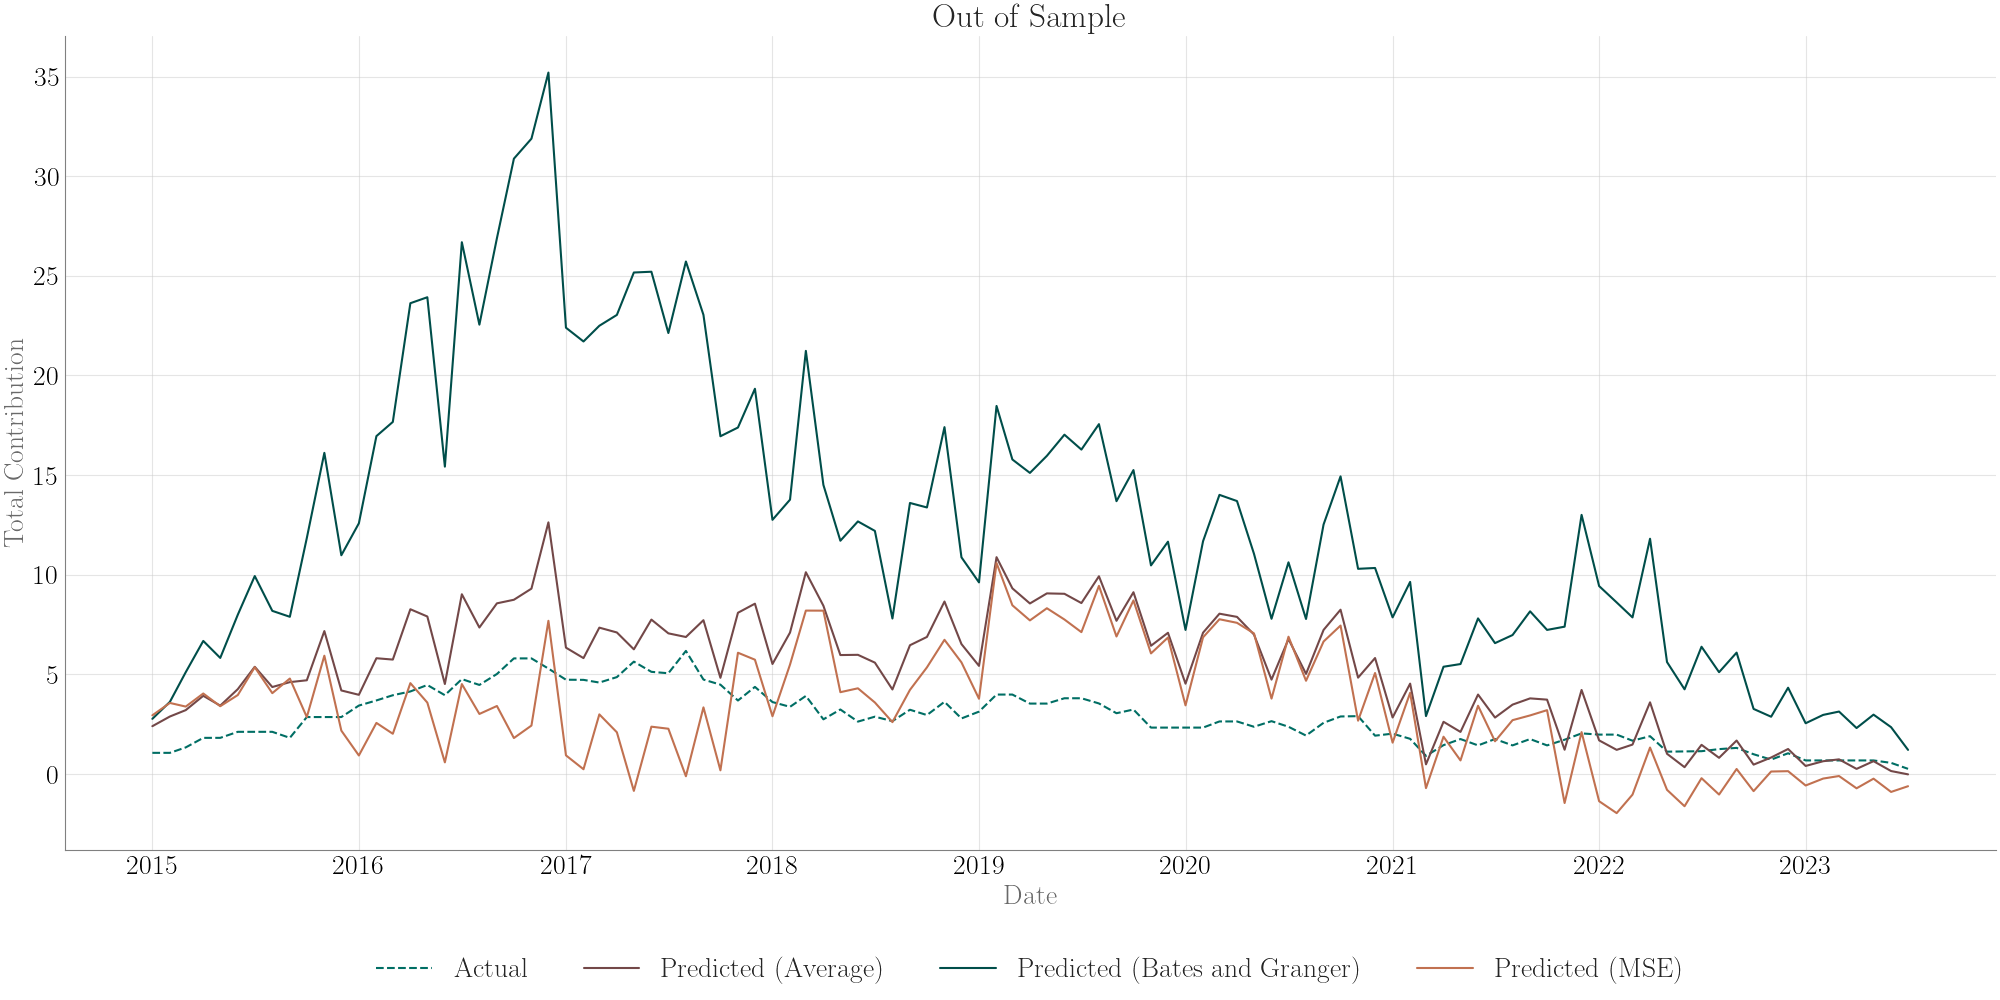 Out of Sample
Total Contribution
35
30
25
20
15
10
5
0
2015 2016 2017 2018 2019 2020 2021 2022 2023
Date
Actual Predicted (Average) Predicted (Bates and Granger) Predicted (MSE)